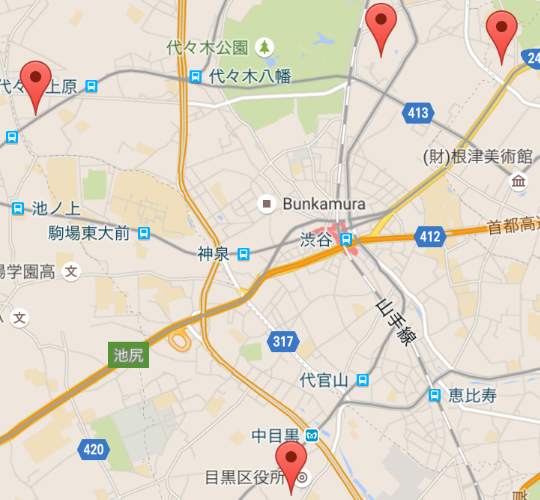 代々木公園
24
代々木上原
代々木八幡
413
(財)根津美術館
Bunkamura
池ノ上
駒場東大前
渋谷
412
首都高速
神泉
場学園高
山手線
317
池尻
代官山
恵比寿
中目黒
420
目黒区役所